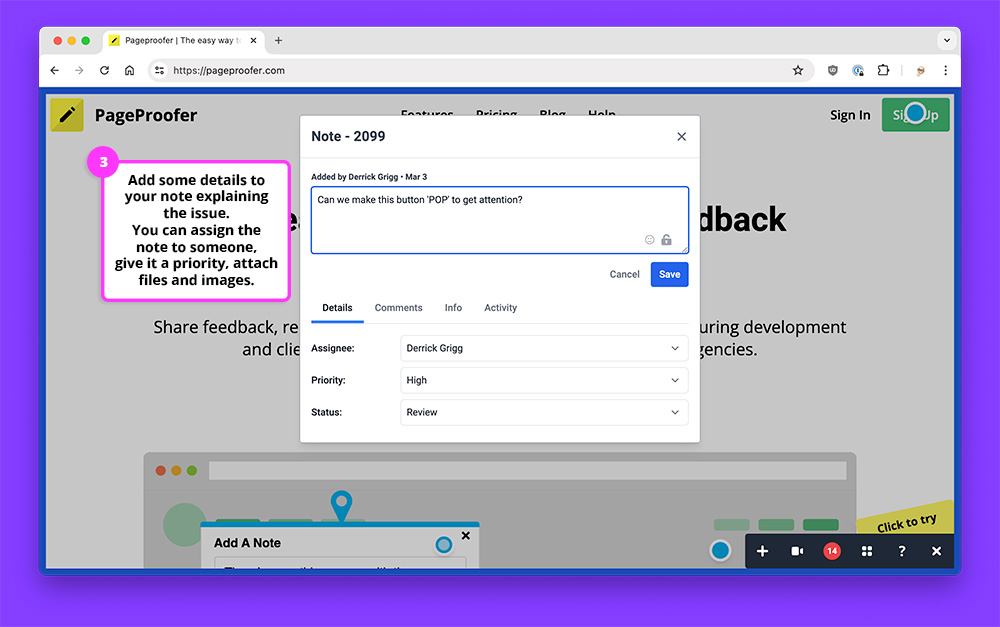 Pageproofer | The easy way to
https://pageproofer.com
PageProofer
Features Pricing Blog Help
Sign In
Sign Up
Note - 2099
3
Add some details to
your note explaining
the issue.
You can assign the
note to someone,
give it a priority, attach
files and images.
Added by Derrick Grigg • Mar 3
Can we make this button 'POP' to get attention?
dback
Cancel
Save
Details Comments Info Activity
Share feedback, re
uring development
and clie
gencies.
Assignee:
Derrick Grigg
Priority:
High
Status:
Review
Click to try
Add A Note
14
?